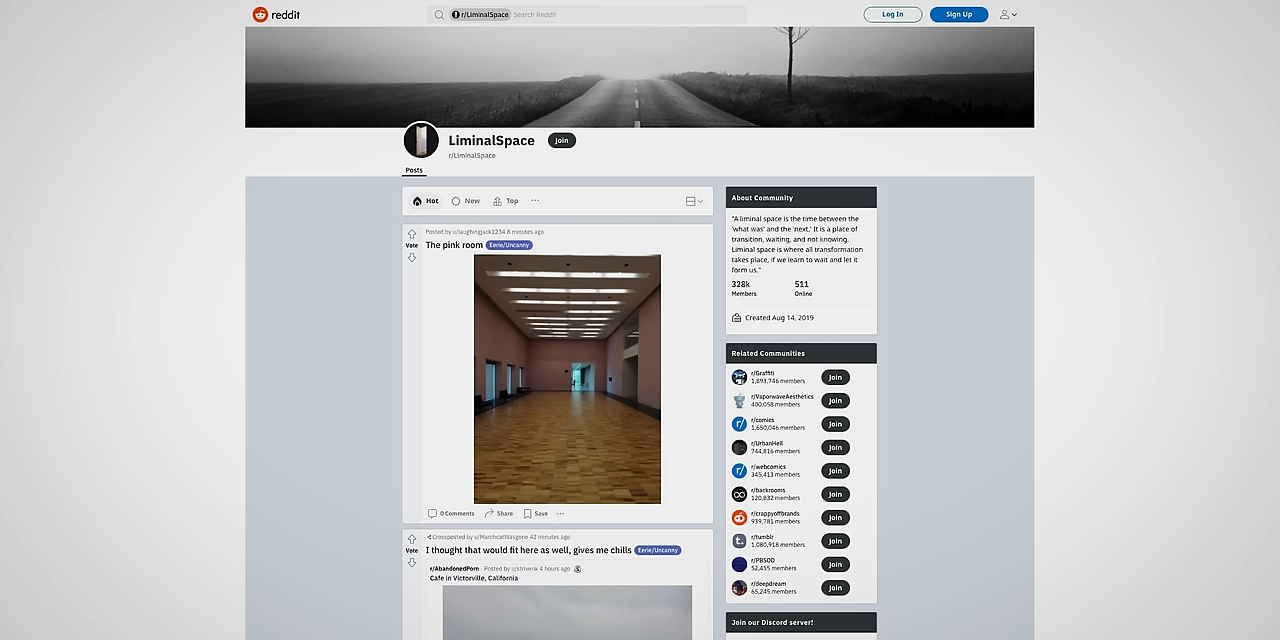 reddit
r/LiminalSpace Search Reddit
Log In
Sign Up
LiminalSpace
Join
r/LiminalSpace
Posts
Hot
New
Top
Posted by u/laughingjack1234 8 minutes ago
Vote
The pink room Eerie/Uncanny
0 Comments
Share
Save
Crossposted by u/MarchcatWasgone 42 minutes ago
Vote
I thought that would fit here as well, gives me chills Eerie/Uncanny
r/AbandonedPorn · Posted by u/striverik 4 hours ago
Cafe in Victorville, California
About Community
"A liminal space is the time between the
'what was' and the 'next.' It is a place of
transition, waiting, and not knowing.
Liminal space is where all transformation
takes place, if we learn to wait and let it
form us."
328k
Members
511
Online
Created Aug 14, 2019
Related Communities
r/Graffiti
1,893,746 members
Join
r/VaporwaveAesthetics
400,058 members
Join
r/comics
1,650,046 members
Join
r/UrbanHell
744,816 members
Join
r/webcomics
345,413 members
Join
r/backrooms
120,832 members
Join
r/crappyoffbrands
939,781 members
Join
r/tumblr
1,080,918 members
Join
r/PBSOD
52,455 members
Join
r/deepdream
65,245 members
Join
Join our Discord server!